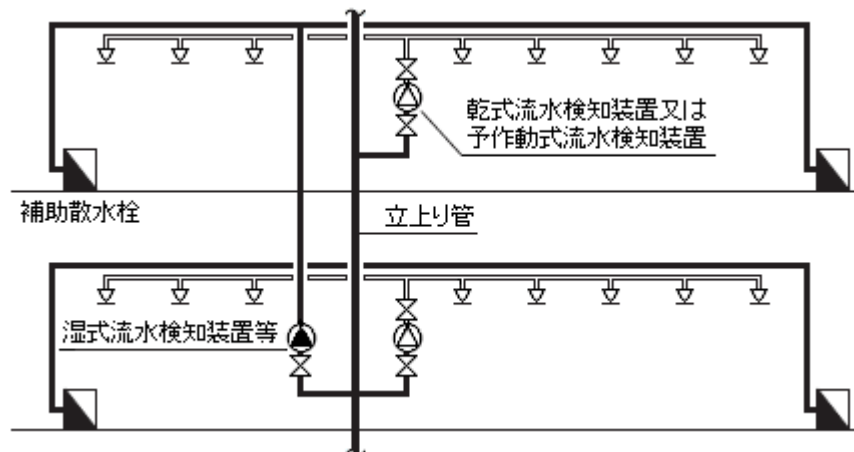 乾式流水検知装置又は
予作動式流水検知装置
補助散水栓
立上り管
湿式流水検知装置等